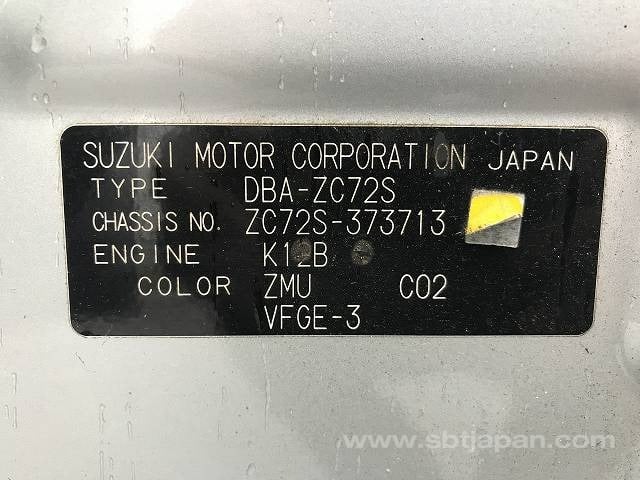 SUZUKI MOTOR CORPORATION JAPAN
TYPE DBA-ZC72S
CHASSIS NO. ZC72S-373713
ENGINE K12B
COLOR ZMU C02
VFGE-3
www.sbtjapan.com